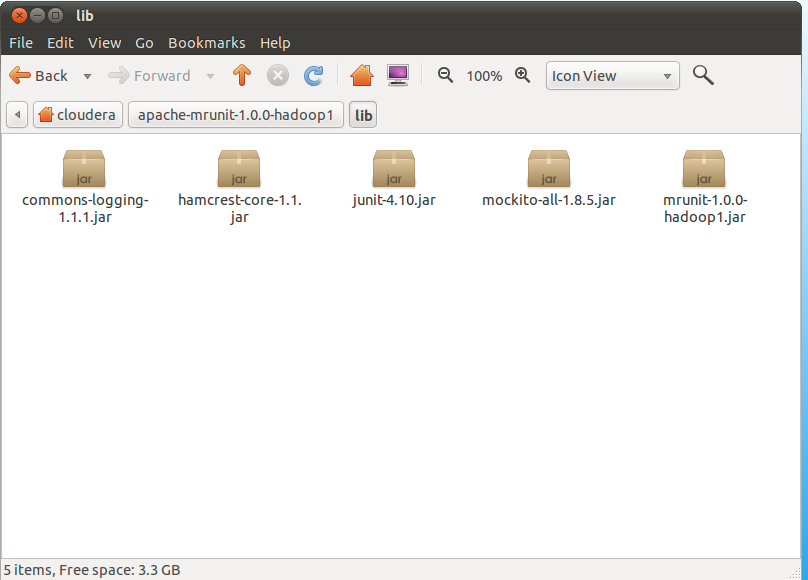 lib
File Edit View Go Bookmarks Help
Back Forward 100% Icon View
cloudera apache-mrunit-1.0.0-hadoop1 lib
jar jar jar jar jar
commons-logging-1.1.1.jar
hamcrest-core-1.1.jar
junit-4.10.jar
mockito-all-1.8.5.jar
mrunit-1.0.0-hadoop1.jar
5 items, Free space: 3.3 GB